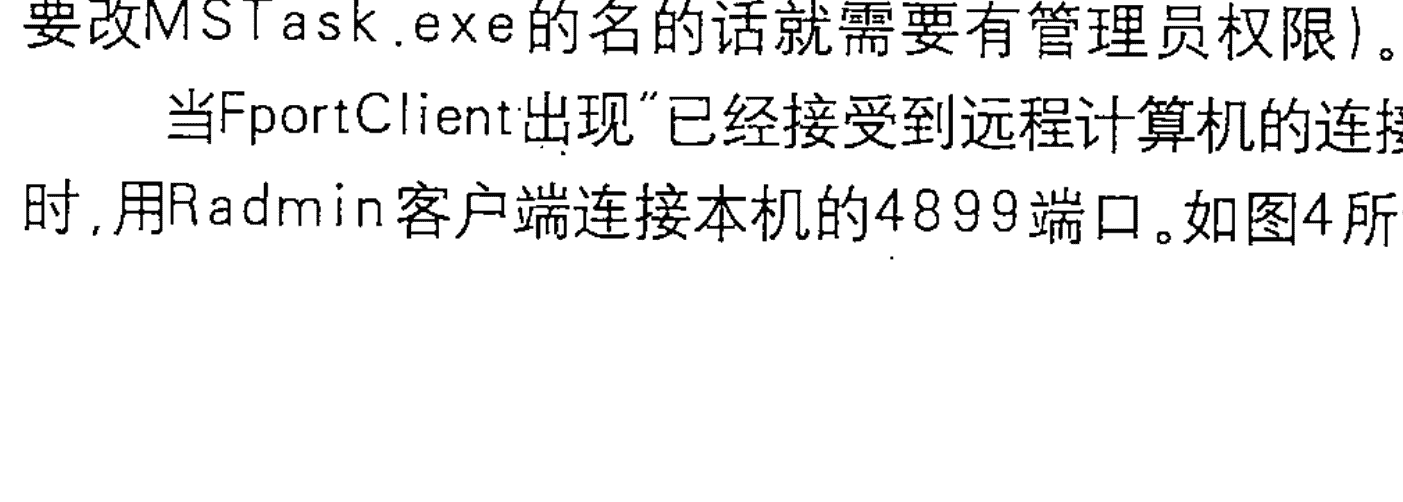 要改MSTask.exe的名的话就需要有管理员权限)。
当FportClient出现"已经接受到远程计算机的连接
时,用Radmin客户端连接本机的4899端口。如图4所